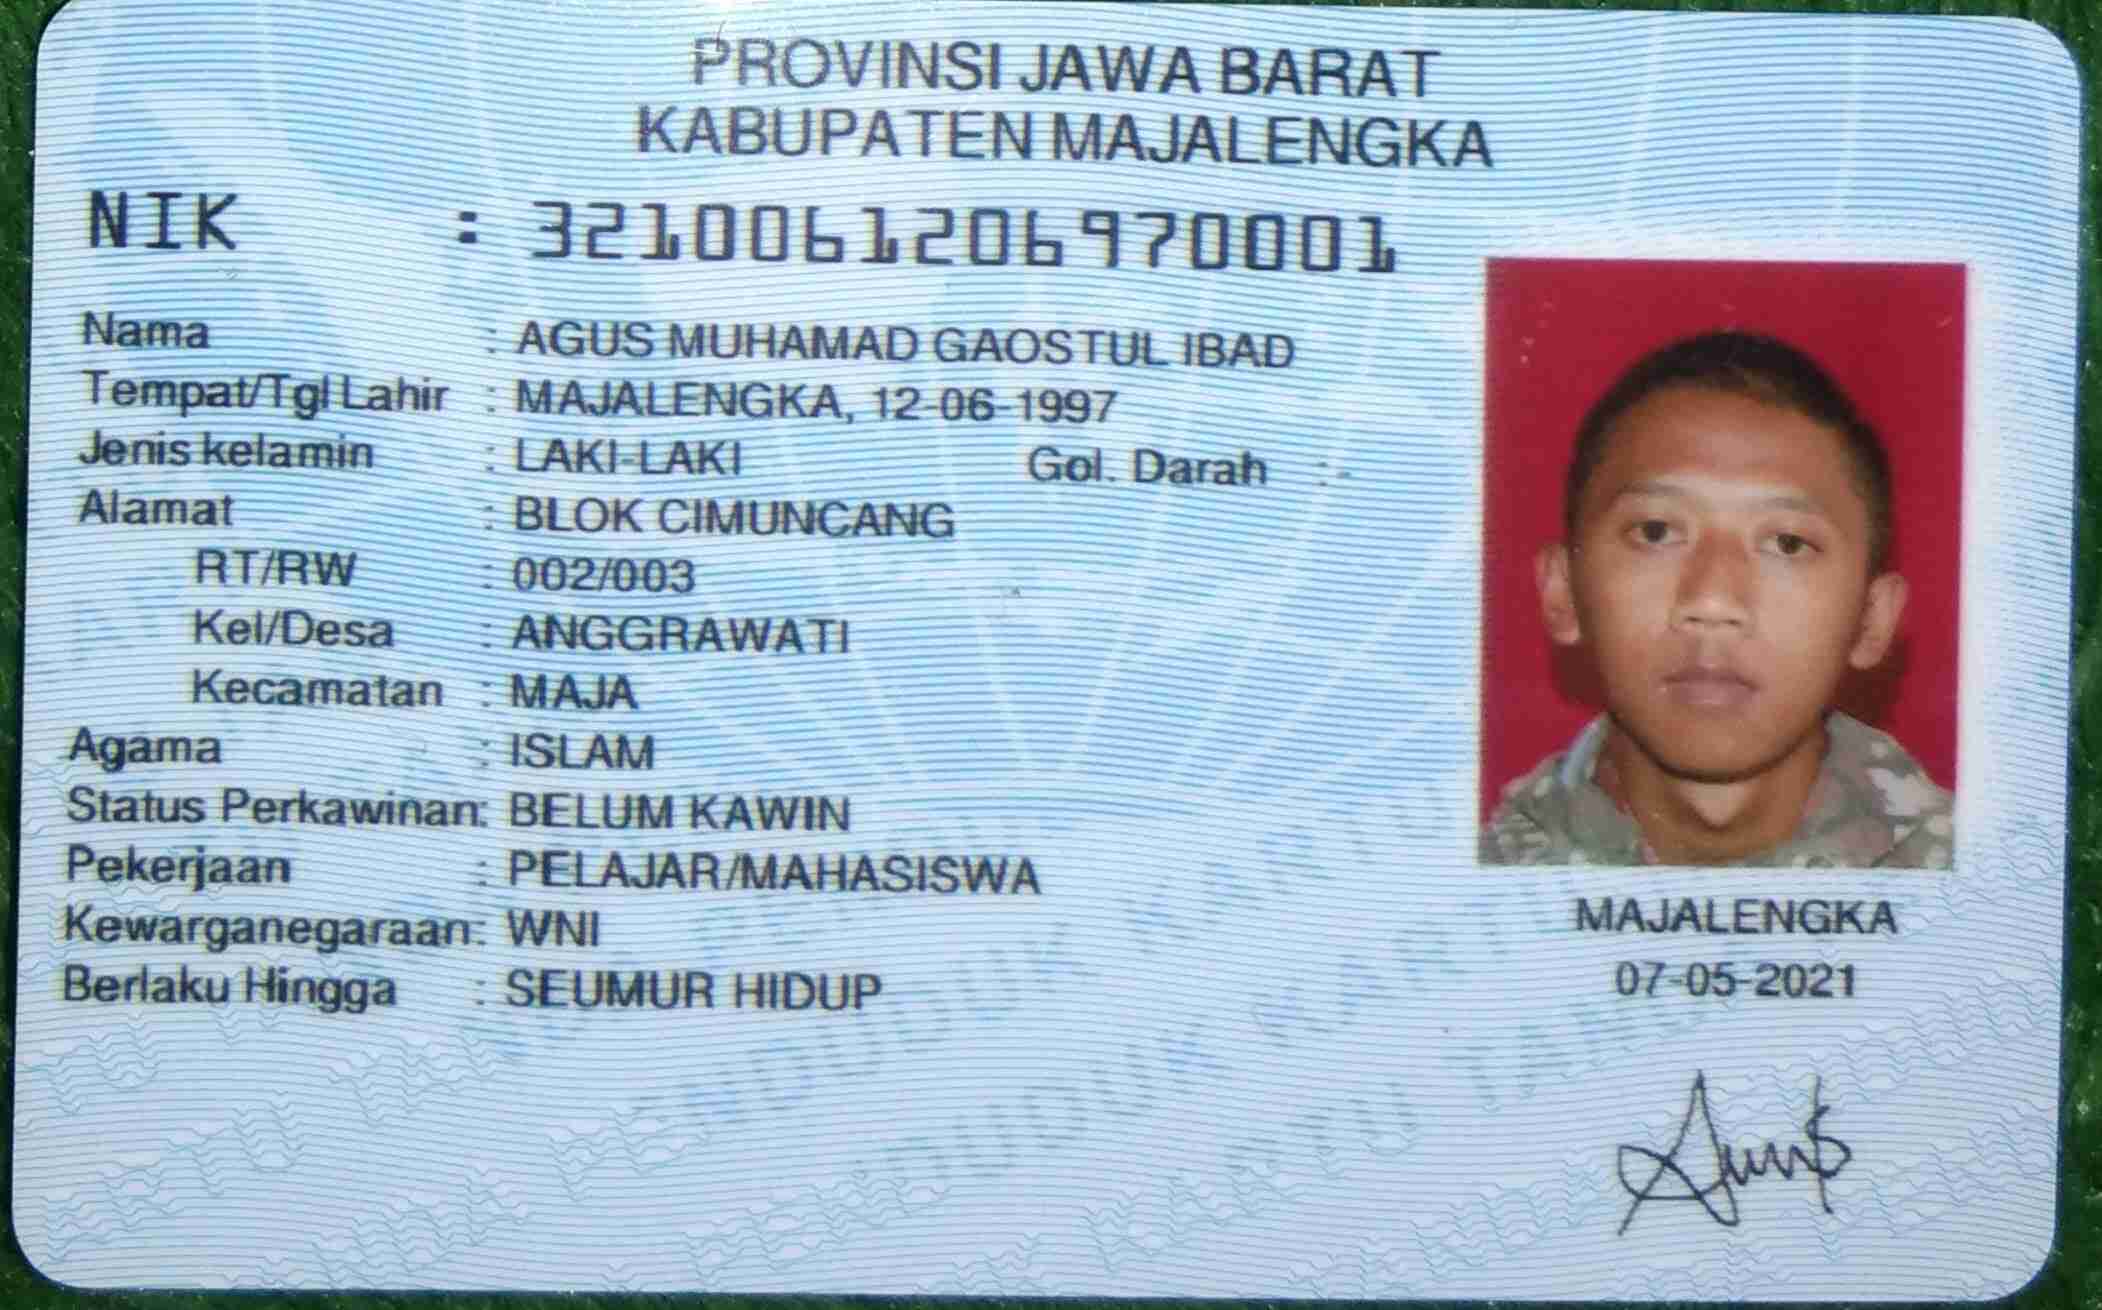 PROVINSI JAWA BARAT
KABUPATEN MAJALENGKA
NIK : 3210061206970001
Nama : AGUS MUHAMAD GAOSTUL IBAD
Tempat/Tgl Lahir : MAJALENGKA, 12-06-1997
Jenis kelamin : LAKI-LAKI Gol. Darah : -
Alamat : BLOK CIMUNCANG
RT/RW : 002/003
Kel/Desa : ANGGRAWATI
Kecamatan : MAJA
Agama : ISLAM
Status Perkawinan: BELUM KAWIN
Pekerjaan : PELAJAR/MAHASISWA
Kewarganegaraan: WNI
Berlaku Hingga : SEUMUR HIDUP
MAJALENGKA
07-05-2021